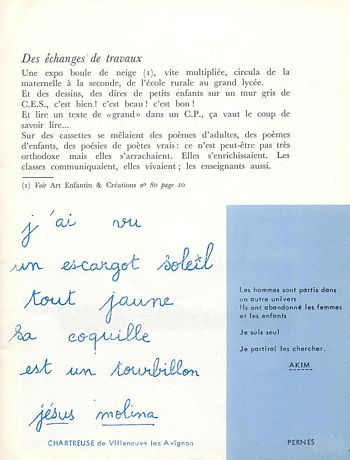 Des échanges de travaux
Une expo boule de neige (1), vite multipliée, circula de la
maternelle à la seconde, de l'école rurale au grand lycée.
Et des dessins, des dires de petits enfants sur un mur gris de
C.E.S., c'est bien ! c'est beau ! c'est bon !
Et lire un texte de «grand» dans un C.P., ça vaut le coup de
savoir lire...
Sur des cassettes se mêlaient des poèmes d'adultes, des poèmes
d'enfants, des poésies de poètes vrais : ce n'est peut-être pas très
orthodoxe mais elles s'arrachaient. Elles s'enrichissaient. Les
classes communiquaient, elles vivaient ; les enseignants aussi.
(1) Voir Art Enfantin & Créations nº 80 page 10
j'ai vu
un escargot soleil
tout jaune
sa coquille
est un tourbillon
jésus molina
CHARTREUSE de Villeneuve lez Avignon
Les hommes sont partis dans
un autre univers
Ils ont abandonné les femmes
et les enfants
Je suis seul
Je partirai les chercher.
AKIM
PERNES